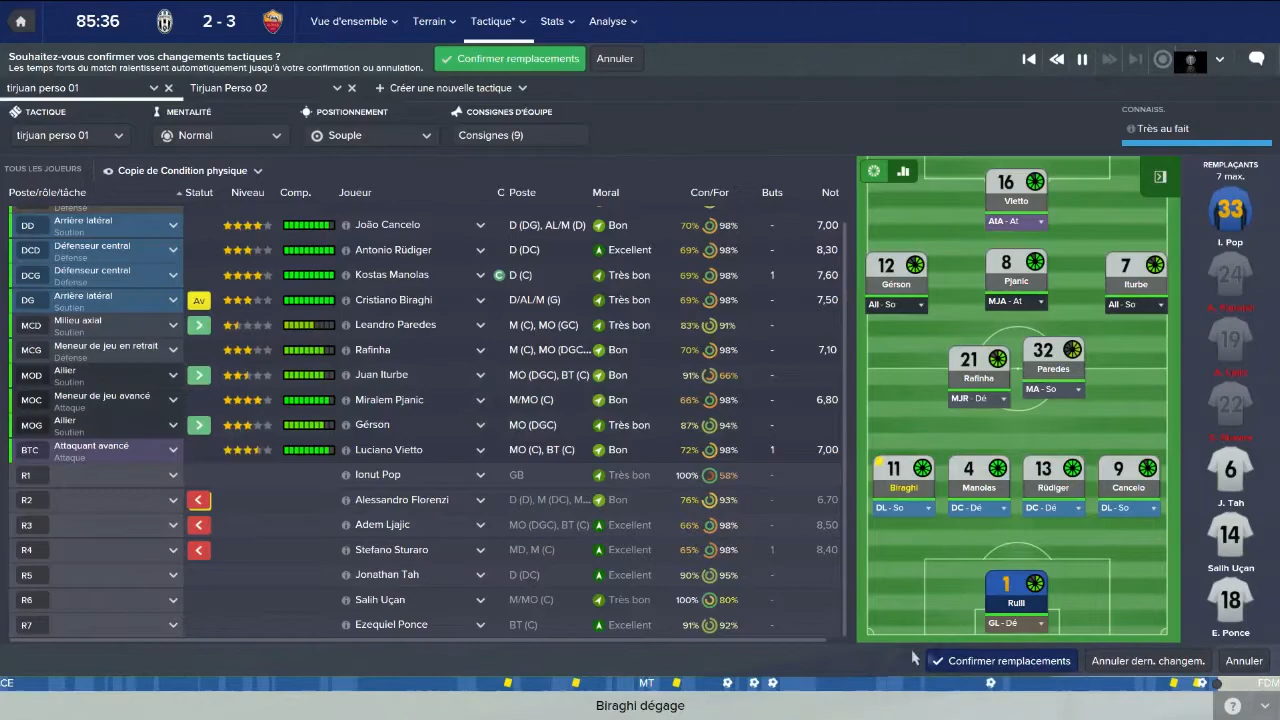 85:36 2 - 3 Vue d'ensemble Terrain Tactique* Stats Analyse
Souhaitez-vous confirmer vos changements tactiques ?
Les temps forts du match ralentissent automatiquement jusqu'à votre confirmation ou annulation.
Confirmer remplacements Annuler
tirjuan perso 01 Tirjuan Perso 02 Créer une nouvelle tactique
TACTIQUE MENTALITÉ POSITIONNEMENT CONSIGNES D'ÉQUIPE
tirjuan perso 01 Normal Souple Consignes (9)
CONNAISS.
Très au fait
TOUS LES JOUEURS Copie de Condition physique
Poste/rôle/tâche Statut Niveau Comp. Joueur C Poste Moral Con/For Buts Not
Défense
DD Arrière latéral Soutien João Cancelo D (DG), AL/M (D) Bon 70% 98% - 7,00
DCD Défenseur central Défense Antonio Rüdiger D (DC) Excellent 69% 98% - 8,30
DCG Défenseur central Défense Kostas Manolas C D (C) Très bon 69% 98% 1 7,60
DG Arrière latéral Soutien Av Cristiano Biraghi D/AL/M (G) Bon 69% 98% - 7,50
MCD Milieu axial Soutien Leandro Paredes M (C), MO (GC) Très bon 83% 91% -
MCG Meneur de jeu en retrait Défense Rafinha M (C), MO (DGC... Bon 70% 98% - 7,10
MOD Ailier Soutien Juan Iturbe MO (DGC), BT (C) Bon 91% 66% -
MOC Meneur de jeu avancé Attaque Miralem Pjanic M/MO (C) Bon 66% 98% - 6,80
MOG Ailier Soutien Gérson MO (DGC) Bon 87% 94% -
BTC Attaquant avancé Attaque Luciano Vietto MO (C), BT (C) Bon 72% 98% 1 7,00
R1 Ionut Pop GB Très bon 100% 58% -
R2 Alessandro Florenzi D (D), M (DC), M... Bon 76% 93% - 6,70
R3 Adem Ljajic MO (DGC), BT (C) Excellent 66% 98% - 8,50
R4 Stefano Sturaro MD, M (C) Excellent 65% 98% 1 8,40
R5 Jonathan Tah D (DC) Excellent 90% 95% -
R6 Salih Uçan M/MO (C) Très bon 100% 80% -
R7 Ezequiel Ponce BT (C) Excellent 91% 92% -
16
Vietto
AtA - At
12 8 7
Gérson Pjanic Iturbe
All - So MJA - At All - So
21 32
Rafinha Paredes
MJR - Dé MA - So
11 4 13 9
Biraghi Manolas Rüdiger Cancelo
DL - So DC - Dé DC - Dé DL - So
1
Rulli
GL - Dé
REMPLAÇANTS
7 max.
33
I. Pop
24
19
22
6
J. Tah
14
Salih Uçan
18
E. Ponce
Confirmer remplacements Annuler dern. changem. Annuler
CE MT FDM
Biraghi dégage
?